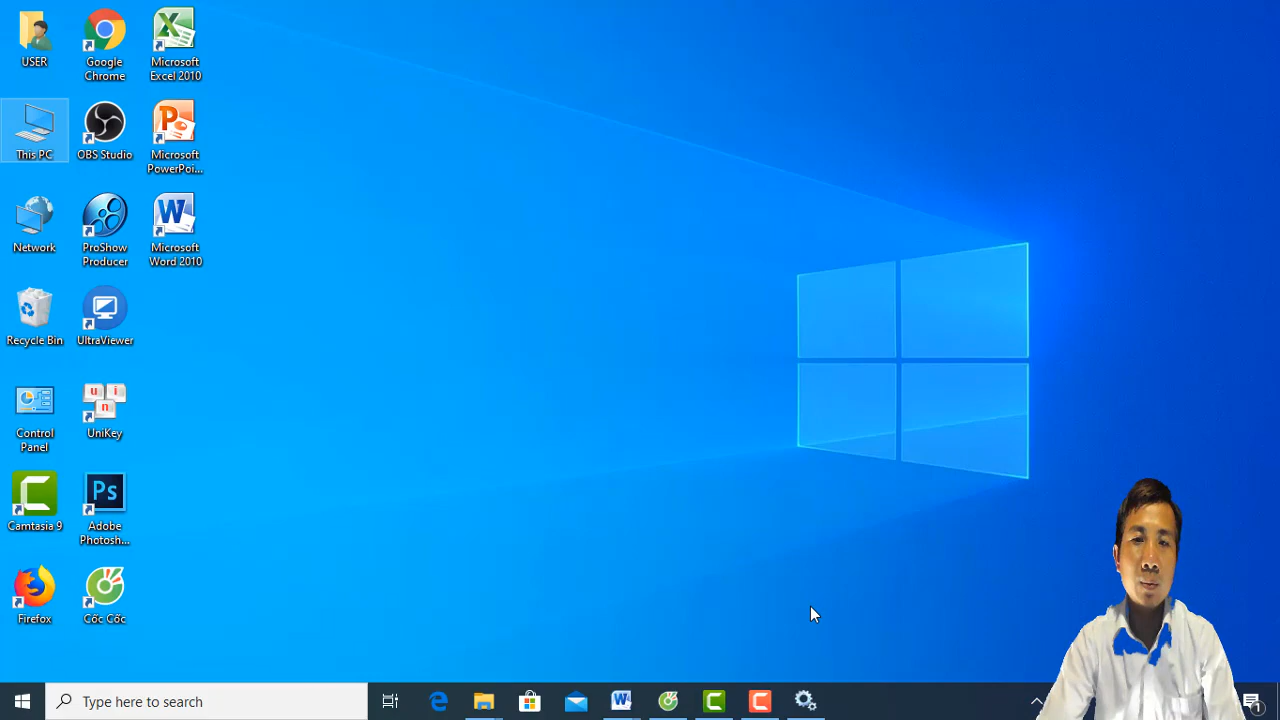 USER
Google
Chrome
Microsoft
Excel 2010
This PC
OBS Studio
Microsoft
PowerPoi...
Network
ProShow
Producer
Microsoft
Word 2010
Recycle Bin
UltraViewer
Control
Panel
UniKey
Camtasia 9
Adobe
Photosh...
Firefox
Cốc Cốc
Type here to search
1